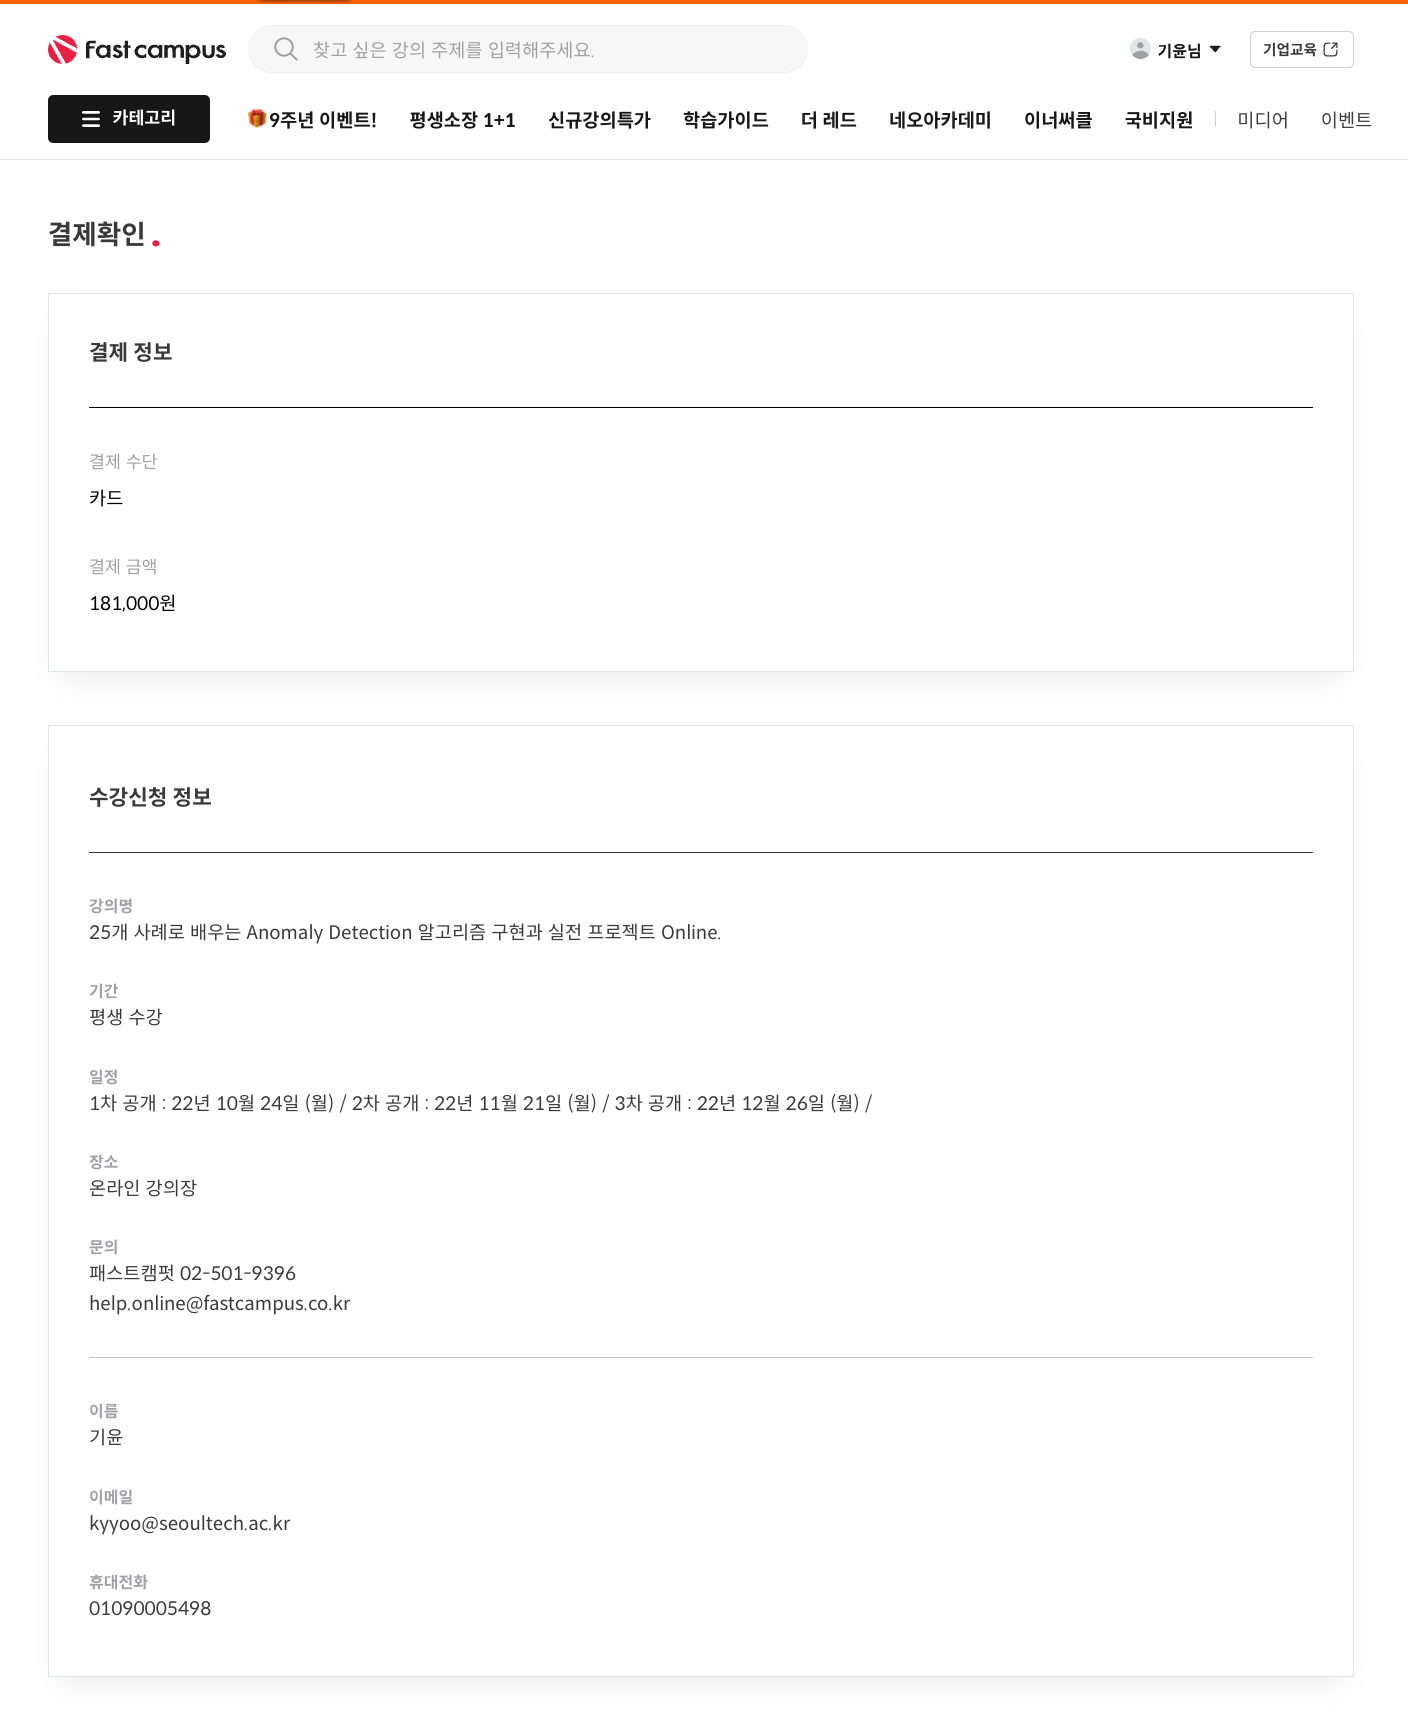 Fast campus
찾고 싶은 강의 주제를 입력해주세요.
기윤님
기업교육
카테고리
9주년 이벤트!
평생소장 1+1
신규강의특가
학습가이드
더 레드
네오아카데미
이너써클
국비지원
미디어
이벤트
결제확인.
결제 정보
결제 수단
카드
결제 금액
181,000원
수강신청 정보
강의명
25개 사례로 배우는 Anomaly Detection 알고리즘 구현과 실전 프로젝트 Online.
기간
평생 수강
일정
1차 공개 : 22년 10월 24일 (월) / 2차 공개 : 22년 11월 21일 (월) / 3차 공개 : 22년 12월 26일 (월) /
장소
온라인 강의장
문의
패스트캠퍼스 02-501-9396
help.online@fastcampus.co.kr
이름
기윤
이메일
kyyoo@seoultech.ac.kr
휴대전화
01090005498